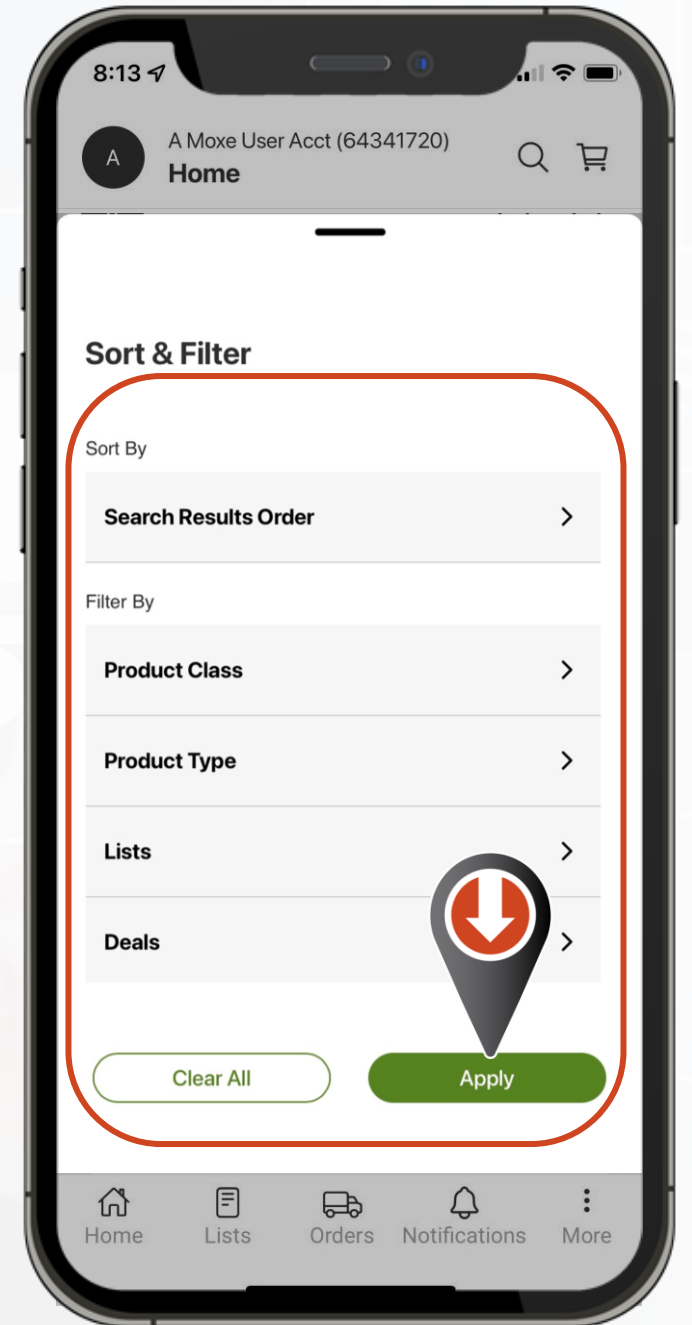 8:13
A
A Moxe User Acct (64341720)
Home
Sort & Filter
Sort By
Search Results Order
Filter By
Product Class
Product Type
Lists
Deals
Clear All
Apply
Home
Lists
Orders
Notifications
More